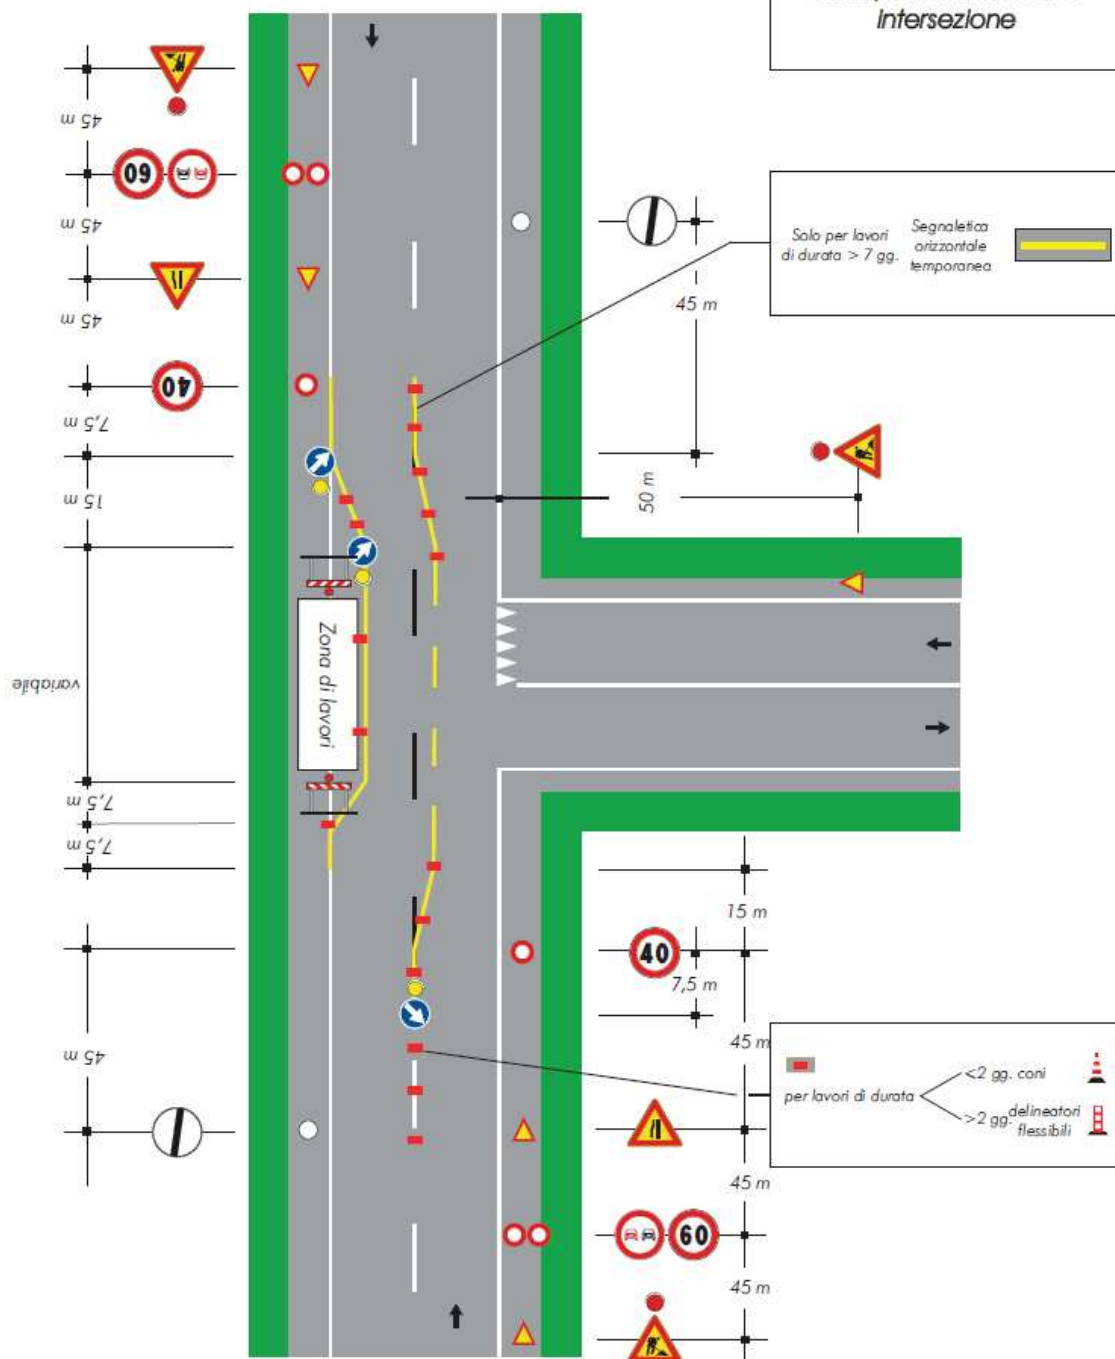 intersezione
45 m
60
45 m
45 m
40
7,5 m
15 m
variabile
7,5 m
7,5 m
45 m
Zona di lavori
45 m
50 m
Solo per lavori
di durata > 7 gg.
Segnaletica
orizzontale
temporanea
15 m
40
7,5 m
45 m
per lavori di durata
<2 gg. coni
>2 gg. delineatori
flessibili
45 m
60
45 m